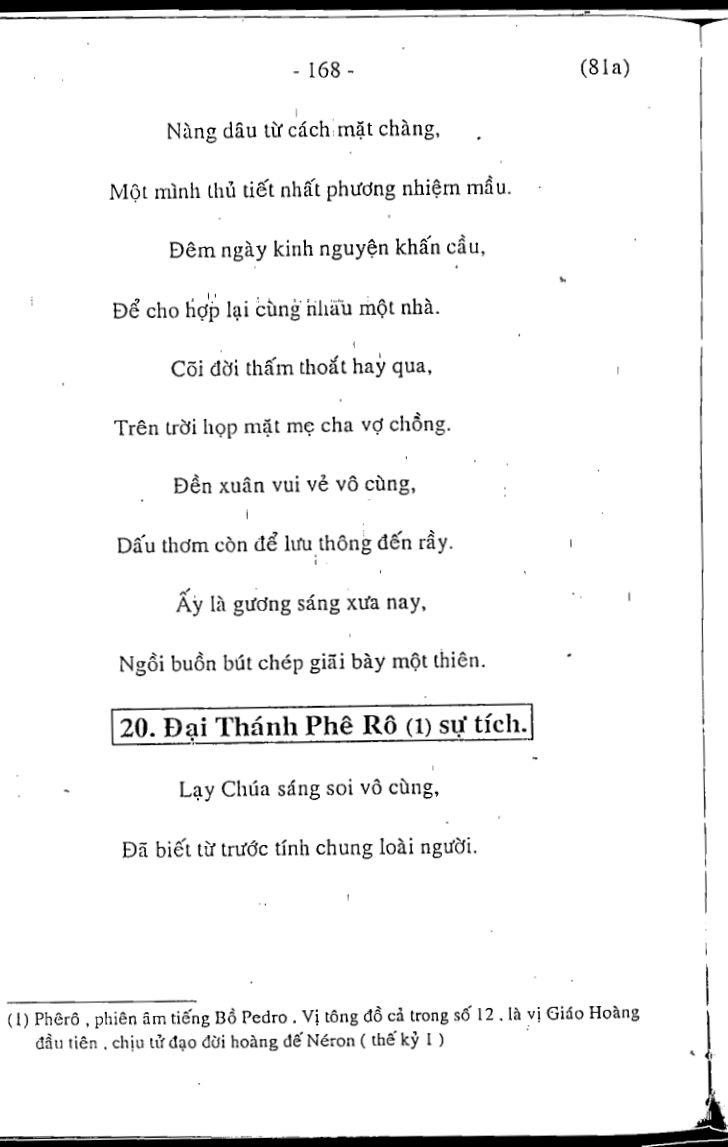 - 168 - (81a)
Nàng dâu từ cách mặt chàng,
Một mình thủ tiết nhất phương nhiệm mầu.
Đêm ngày kinh nguyện khấn cầu,
Để cho hợp lại cùng nhau một nhà.
Cõi đời thấm thoắt hay qua,
Trên trời họp mặt mẹ cha vợ chồng.
Đền xuân vui vẻ vô cùng,
Dấu thơm còn để lưu thông đến rầy.
Ấy là gương sáng xưa nay,
Ngồi buồn bút chép giãi bày một thiên.
20. Đại Thánh Phê Rô (1) sự tích.
Lạy Chúa sáng soi vô cùng,
Đã biết từ trước tính chung loài người.
(1) Phêrô , phiên âm tiếng Bồ Pedro . Vị tông đồ cả trong số 12 . là vị Giáo Hoàng
đầu tiên , chịu tử đạo đời hoàng đế Néron ( thế kỷ I )